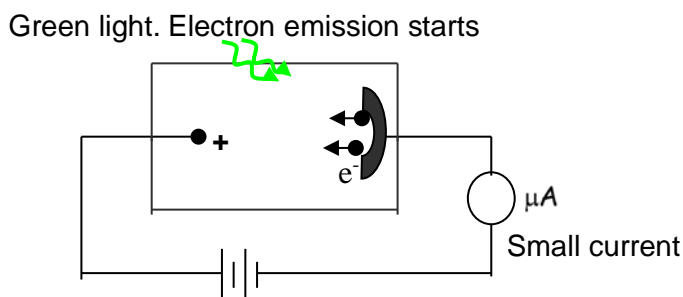 Green light. Electron emission starts
+
e-
μA
Small current